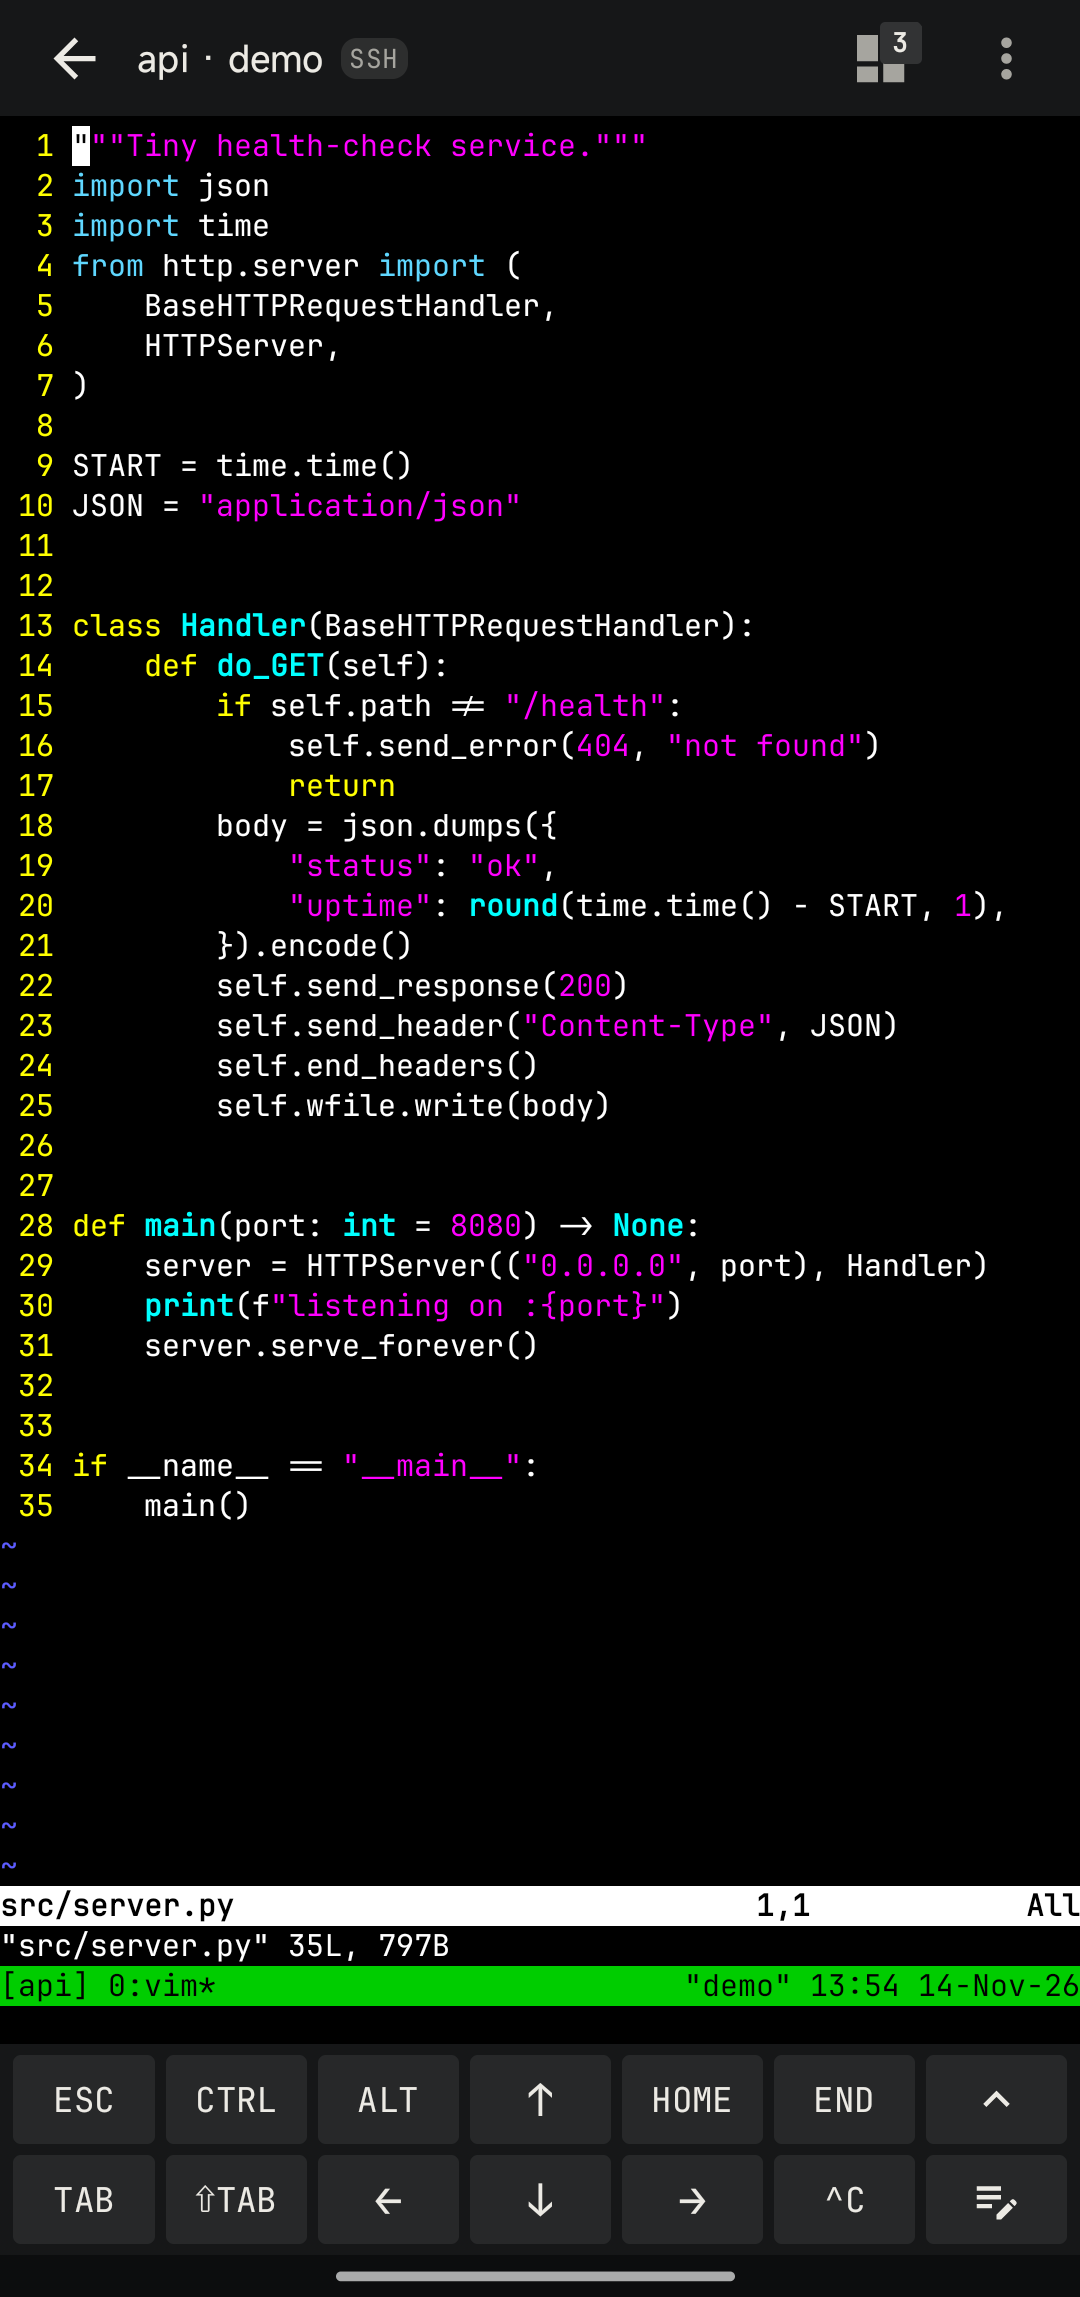 api · demo SSH 3
1 """Tiny health-check service."""
2 import json
3 import time
4 from http.server import (
5     BaseHTTPRequestHandler,
6     HTTPServer,
7 )
8
9 START = time.time()
10 JSON = "application/json"
11
12
13 class Handler(BaseHTTPRequestHandler):
14     def do_GET(self):
15         if self.path != "/health":
16             self.send_error(404, "not found")
17             return
18         body = json.dumps({
19             "status": "ok",
20             "uptime": round(time.time() - START, 1),
21         }).encode()
22         self.send_response(200)
23         self.send_header("Content-Type", JSON)
24         self.end_headers()
25         self.wfile.write(body)
26
27
28 def main(port: int = 8080) -> None:
29     server = HTTPServer(("0.0.0.0", port), Handler)
30     print(f"listening on :{port}")
31     server.serve_forever()
32
33
34 if __name__ == "__main__":
35     main()
~
~
~
~
~
~
~
~
~
src/server.py 1,1 All
"src/server.py" 35L, 797B
[api] 0:vim* "demo" 13:54 14-Nov-26
ESC CTRL ALT ↑ HOME END ^
TAB ⇧TAB ← ↓ → ^C